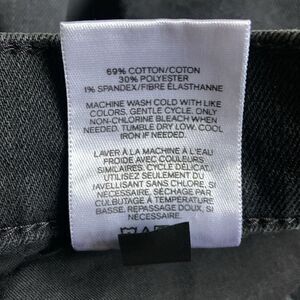 69% COTTON/COTON
30% POLYESTER
1% SPANDEX/FIBRE ÉLASTHANNE
MACHINE WASH COLD WITH LIKE
COLORS, GENTLE CYCLE. ONLY
NON-CHLORINE BLEACH WHEN
NEEDED. TUMBLE DRY LOW. COOL
IRON IF NEEDED.
LAVER À LA MACHINE À L'EAU
FROIDE AVEC COULEURS
SIMILAIRES, CYCLE DÉLICAT.
UTILISEZ SEULEMENT DU
JAVELLISANT SANS CHLORE, SI
NÉCESSAIRE. SÉCHAGE PAR
CULBUTAGE À TEMPÉRATURE
BASSE. REPASSAGE DOUX, SI
NÉCESSAIRE.